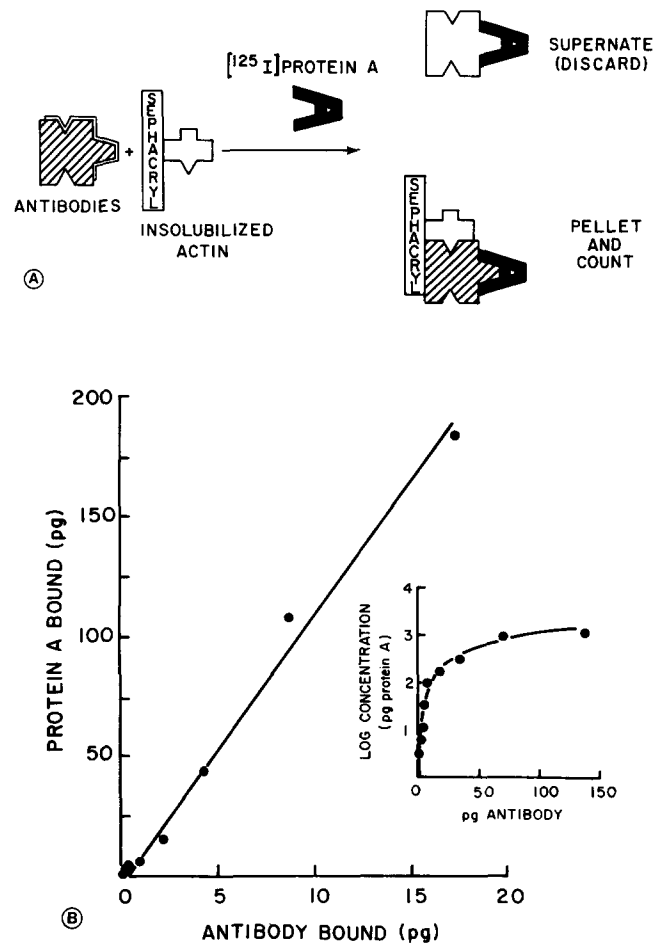 [¹²⁵I]PROTEIN A
SUPERNATE
(DISCARD)
SEPHACRYL
+
ANTIBODIES
INSOLUBILIZED
ACTIN
SEPHACRYL
PELLET
AND
COUNT
A
PROTEIN A BOUND (pg)
200
150
100
50
0
5
10
15
20
ANTIBODY BOUND (pg)
LOG CONCENTRATION
(pg protein A)
4
3
2
1
0
50
100
150
pg ANTIBODY
B